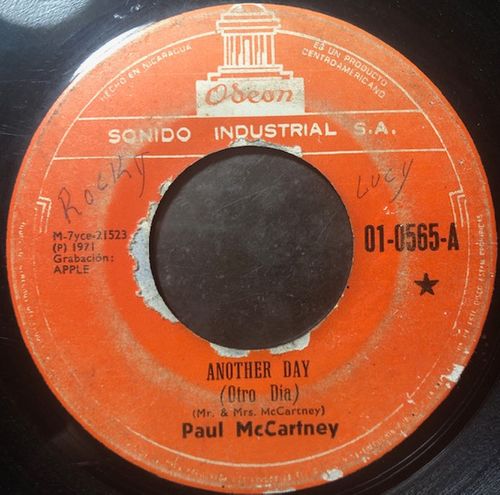 HECHO EN NICARAGUA
ES UN PRODUCTO
CENTROAMERICANO
Odeon
SONIDO INDUSTRIAL S.A.
Rocky
Lucy
M-7yce-21523
(P) 1971
Grabación:
APPLE
01-0565-A
★
ANOTHER DAY
(Otro Día)
(Mr. & Mrs. McCartney)
Paul McCartney